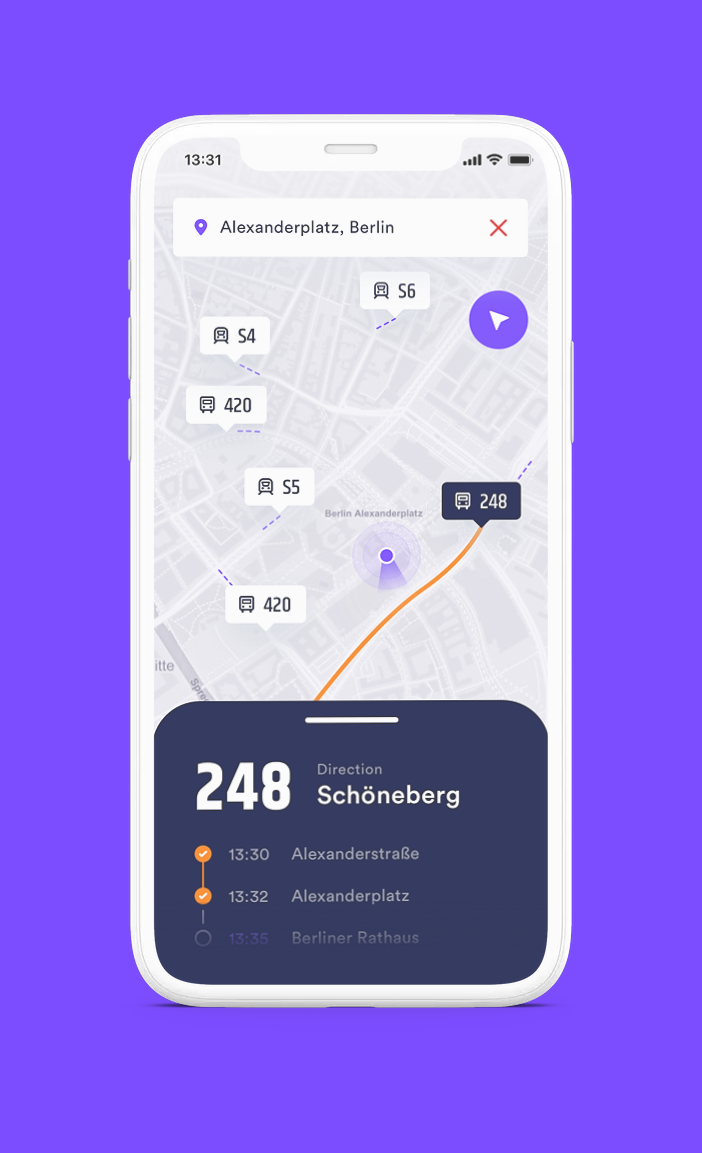 13:31
Alexanderplatz, Berlin
S6
S4
420
S5
248
Berlin Alexanderplatz
420
itte
Spre
248
Direction
Schöneberg
13:30 Alexanderstraße
13:32 Alexanderplatz
13:35 Berliner Rathaus